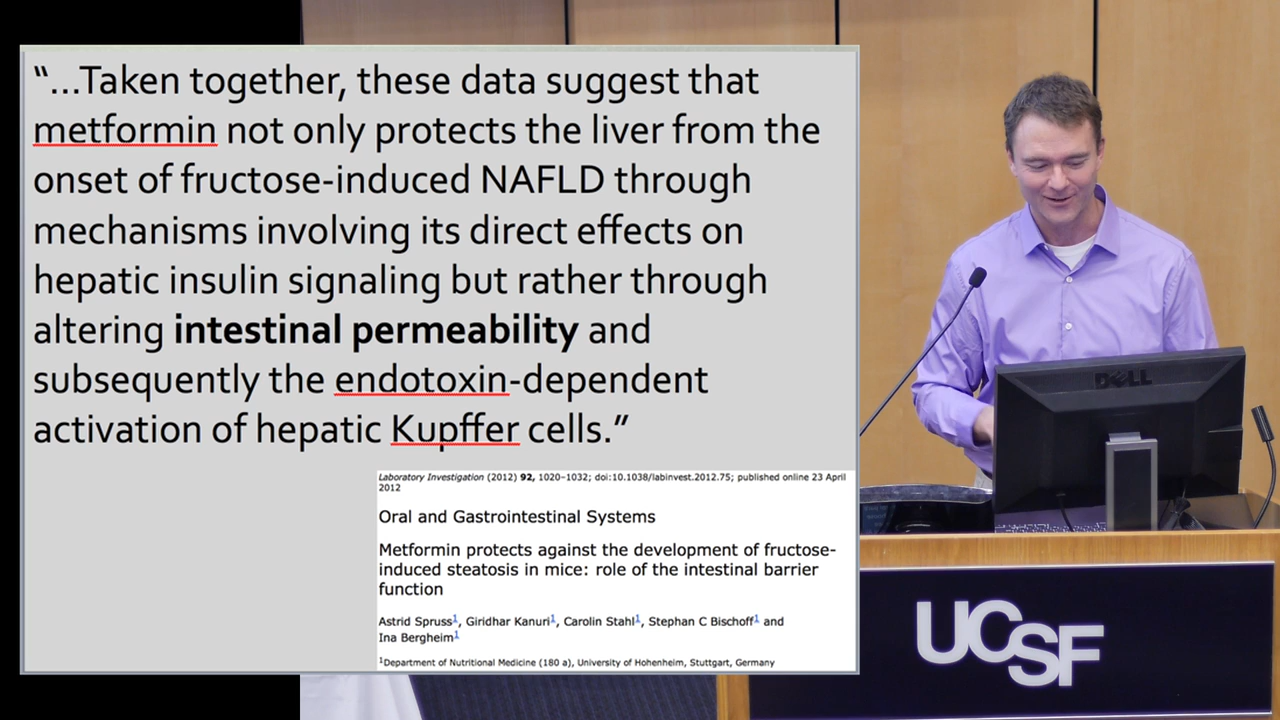 “...Taken together, these data suggest that
metformin not only protects the liver from the
onset of fructose-induced NAFLD through
mechanisms involving its direct effects on
hepatic insulin signaling but rather through
altering intestinal permeability and
subsequently the endotoxin-dependent
activation of hepatic Kupffer cells.”
Laboratory Investigation (2012) 92, 1020–1032; doi:10.1038/labinvest.2012.75; published online 23 April
2012
Oral and Gastrointestinal Systems
Metformin protects against the development of fructose-
induced steatosis in mice: role of the intestinal barrier
function
Astrid Spruss1, Giridhar Kanuri1, Carolin Stahl1, Stephan C Bischoff1 and
Ina Bergheim1
1Department of Nutritional Medicine (180 a), University of Hohenheim, Stuttgart, Germany
DELL
UCSF